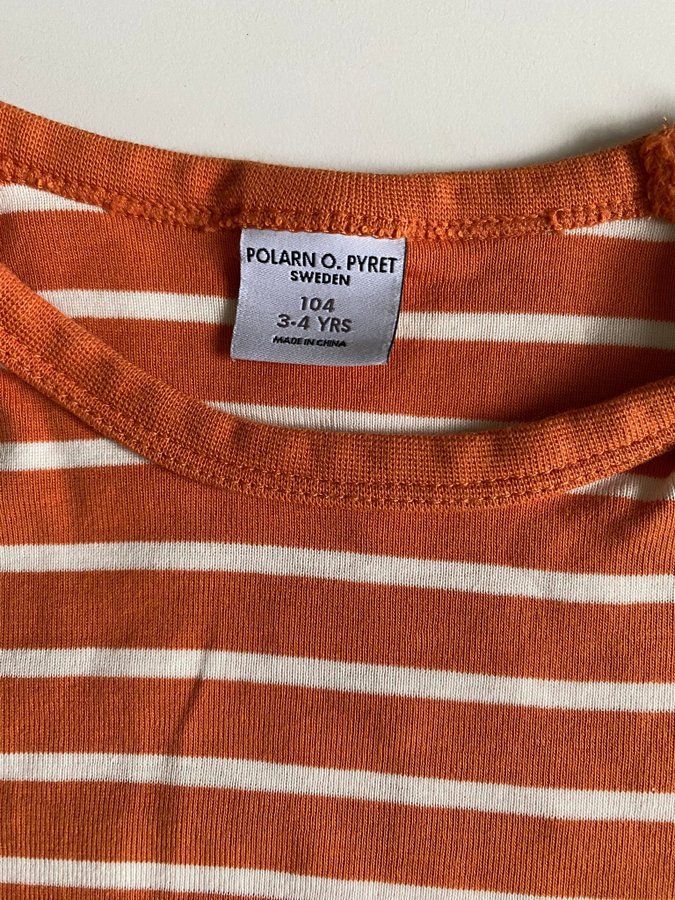 POLARN O. PYRET
SWEDEN
104
3-4 YRS
MADE IN CHINA